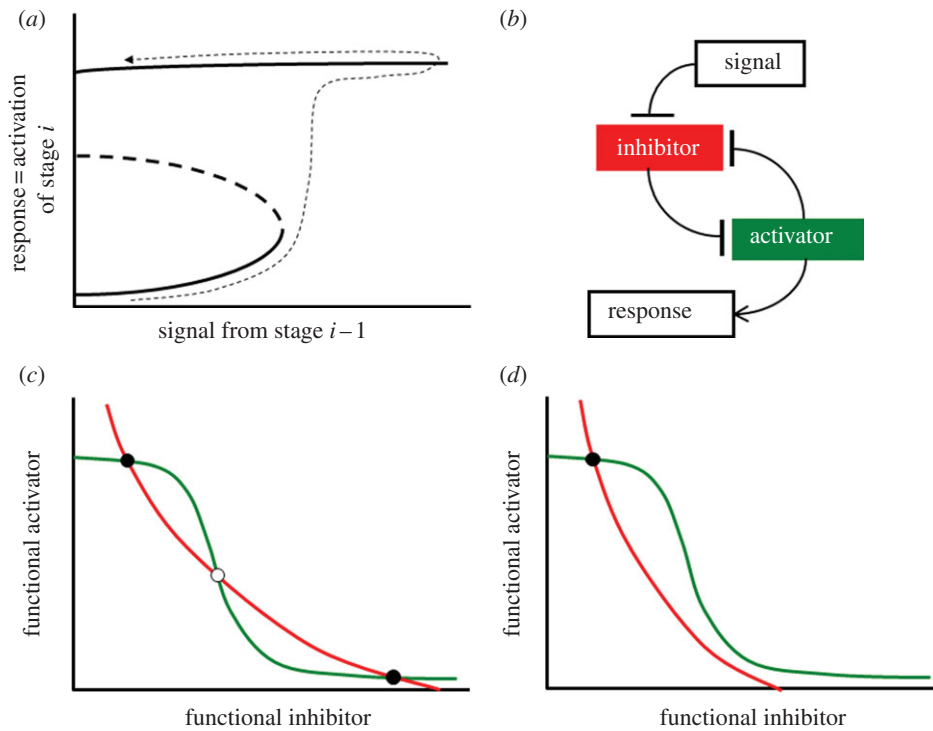 (a)
response = activation
of stage i
signal from stage i – 1
(b)
signal
inhibitor
activator
response
(c)
functional activator
functional inhibitor
(d)
functional activator
functional inhibitor